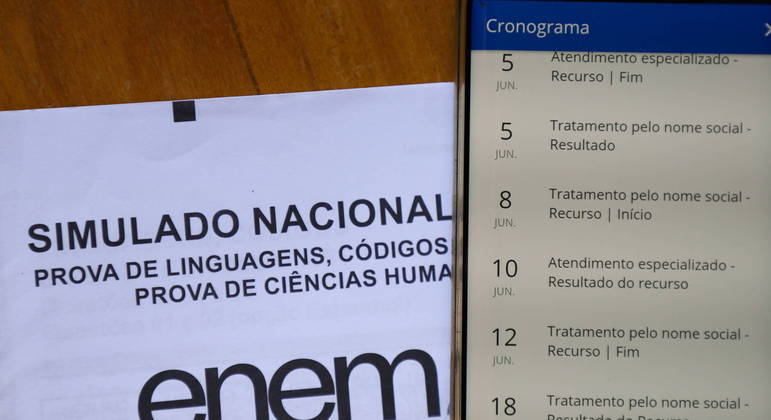 SIMULADO NACIONAL
PROVA DE LINGUAGENS, CÓDIGOS
PROVA DE CIÊNCIAS HUMA
enem
Cronograma
5
JUN.
Atendimento especializado -
Recurso | Fim
5
JUN.
Tratamento pelo nome social -
Resultado
8
JUN.
Tratamento pelo nome social -
Recurso | Início
10
JUN.
Atendimento especializado -
Resultado do recurso
12
JUN.
Tratamento pelo nome social -
Recurso | Fim
18
Tratamento pelo nome social -